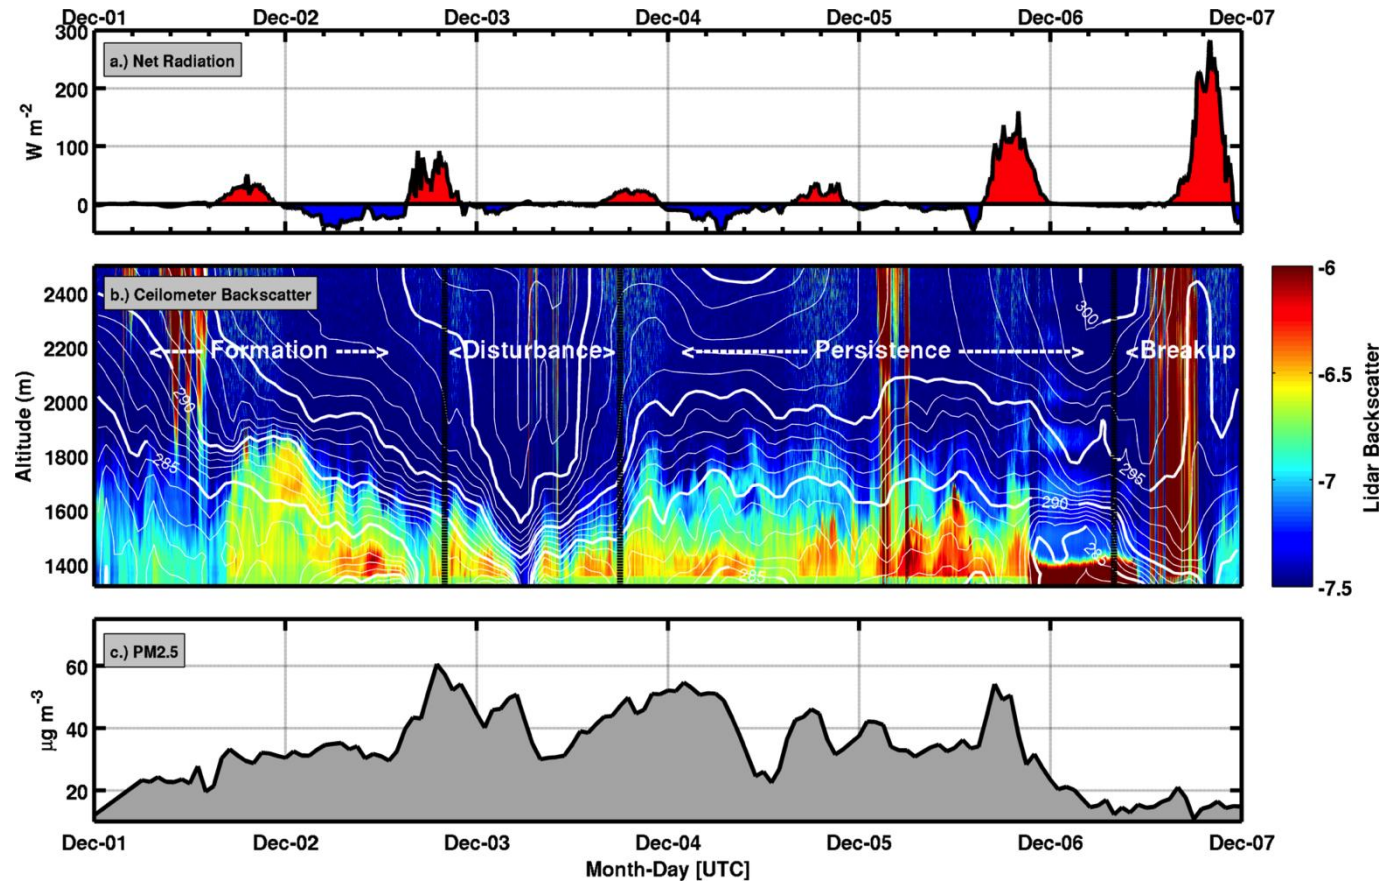 Dec-01 Dec-02 Dec-03 Dec-04 Dec-05 Dec-06 Dec-07
a.) Net Radiation
300
200
100
0
W m-2
b.) Ceilometer Backscatter
2400
2200
2000
1800
1600
1400
Altitude (m)
<---- Formation ----> <Disturbance> <-------- Persistence --------> <Breakup
300
290
285
295
290
285
285
-6
-6.5
-7
-7.5
Lidar Backscatter
c.) PM2.5
60
40
20
µg m-3
Dec-01 Dec-02 Dec-03 Dec-04 Dec-05 Dec-06 Dec-07
Month-Day [UTC]